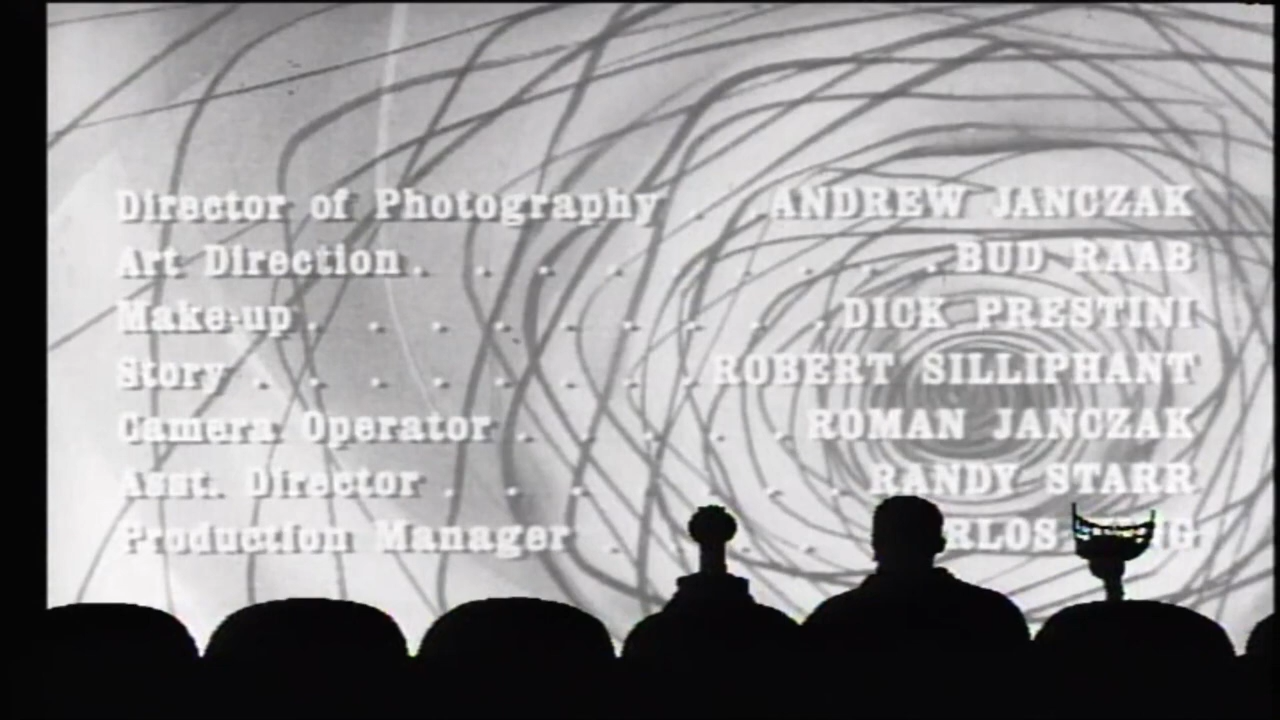 Director of Photography . . ANDREW JANCZAK
Art Direction . . . . . . . . . BUD RAAB
Make-up . . . . . . . . . DICK PRESTINI
Story . . . . . . . . ROBERT SILLIPHANT
Camera Operator . . . . . ROMAN JANCZAK
Asst. Director . . . . . . RANDY STARR
Production Manager . . .